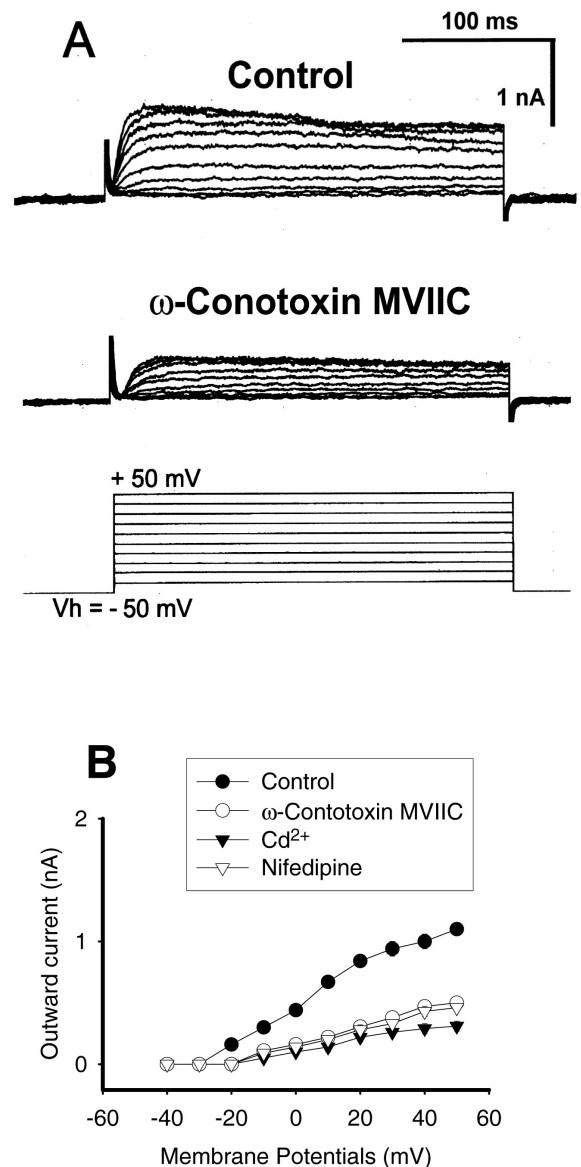 A
100 ms
Control
1 nA
ω-Conotoxin MVIIC
+ 50 mV
Vh = - 50 mV
B
Control
ω-Contotoxin MVIIC
Cd²⁺
Nifedipine
2
1
0
Outward current (nA)
-60 -40 -20 0 20 40 60
Membrane Potentials (mV)